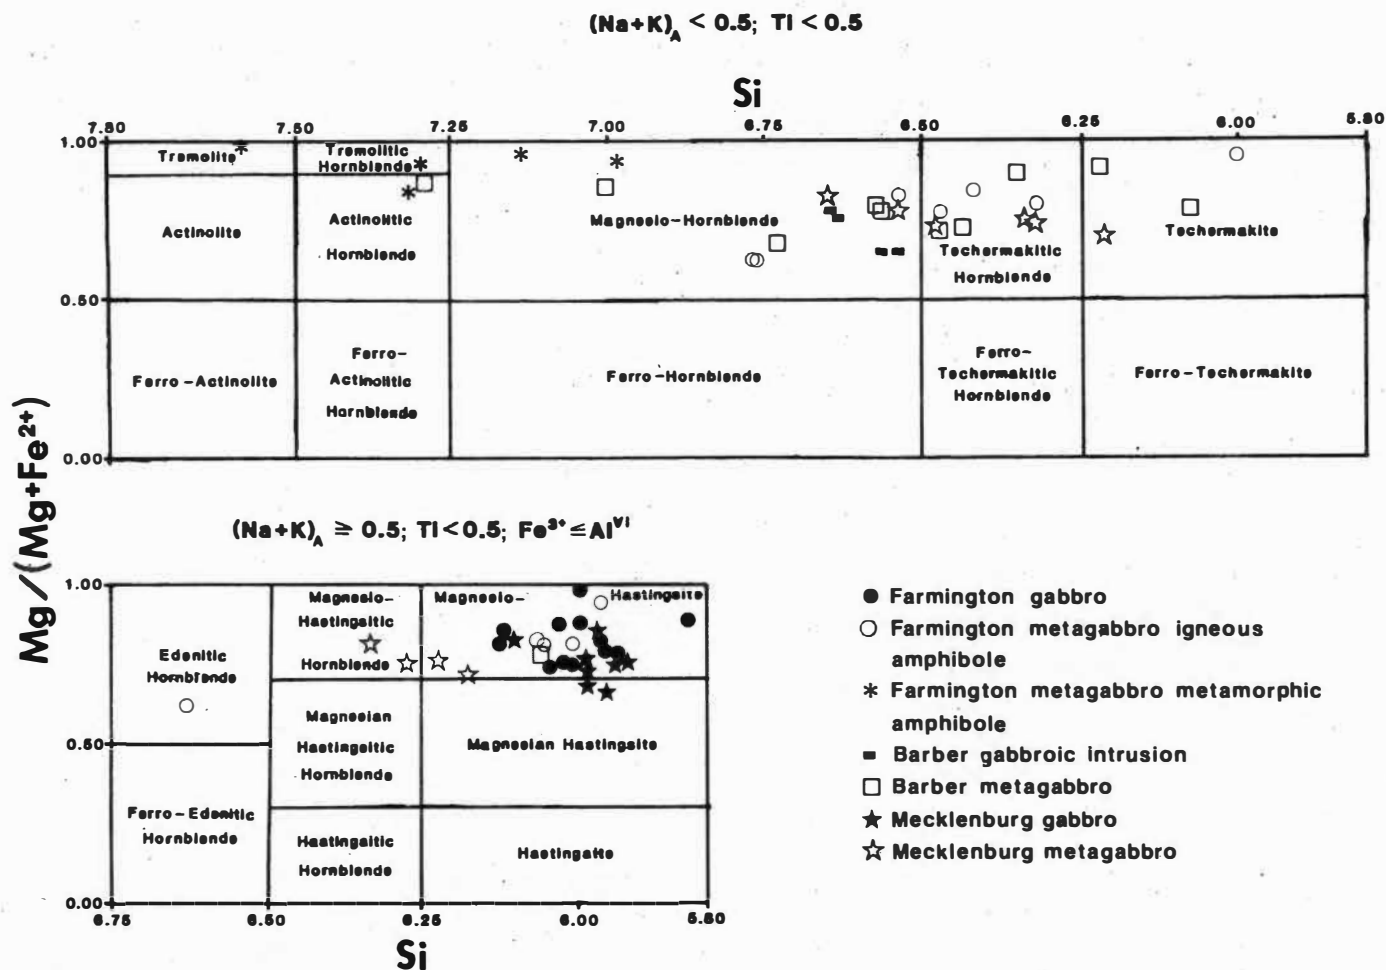 (Na+K)A < 0.5; Ti < 0.5
Si
7.80 7.50 7.25 7.00 6.75 6.50 6.25 6.00 5.80
1.00
Tremolite
Tremolitic
Hornblende
Actinolite
Actinolitic
Hornblende
Magnesio-Hornblende
Tschermakitic
Hornblende
Tschermakite
0.50
Ferro-Actinolite
Ferro-
Actinolitic
Hornblende
Ferro-Hornblende
Ferro-
Tschermakitic
Hornblende
Ferro-Tschermakite
0.00
Mg/(Mg+Fe2+)
(Na+K)A ≥ 0.5; Ti<0.5; Fe3+ ≤ AlVI
1.00
Edenitic
Hornblende
Magnesio-
Hastingsitic
Hornblende
Magnesio- Hastingsite
0.50
Magnesian
Hastingsitic
Hornblende
Magnesian Hastingsite
Ferro-Edenitic
Hornblende
Hastingsitic
Hornblende
Hastingsite
0.00
6.75 6.50 6.25 6.00 5.80
Si
Farmington gabbro
Farmington metagabbro igneous
amphibole
Farmington metagabbro metamorphic
amphibole
Barber gabbroic intrusion
Barber metagabbro
Mecklenburg gabbro
Mecklenburg metagabbro